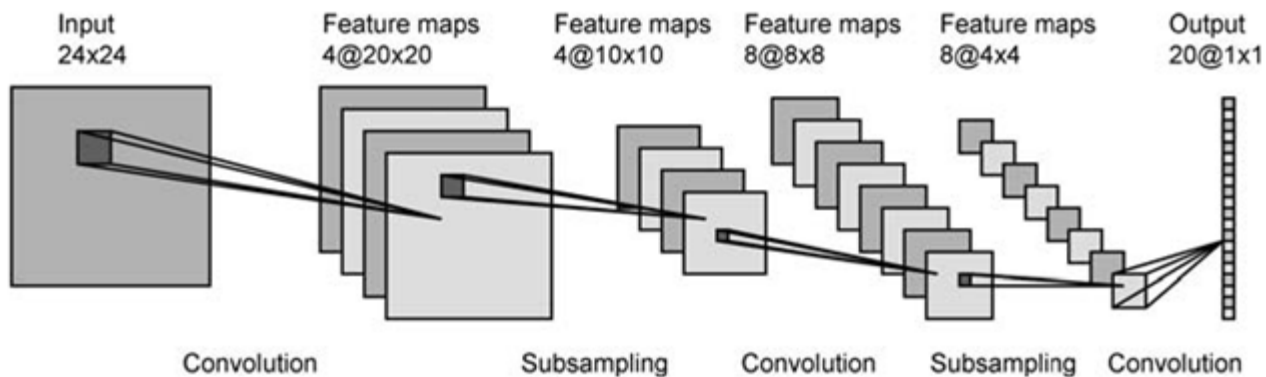 Input
24x24
Feature maps
4@20x20
Feature maps
4@10x10
Feature maps
8@8x8
Feature maps
8@4x4
Output
20@1x1
Convolution
Subsampling
Convolution
Subsampling
Convolution